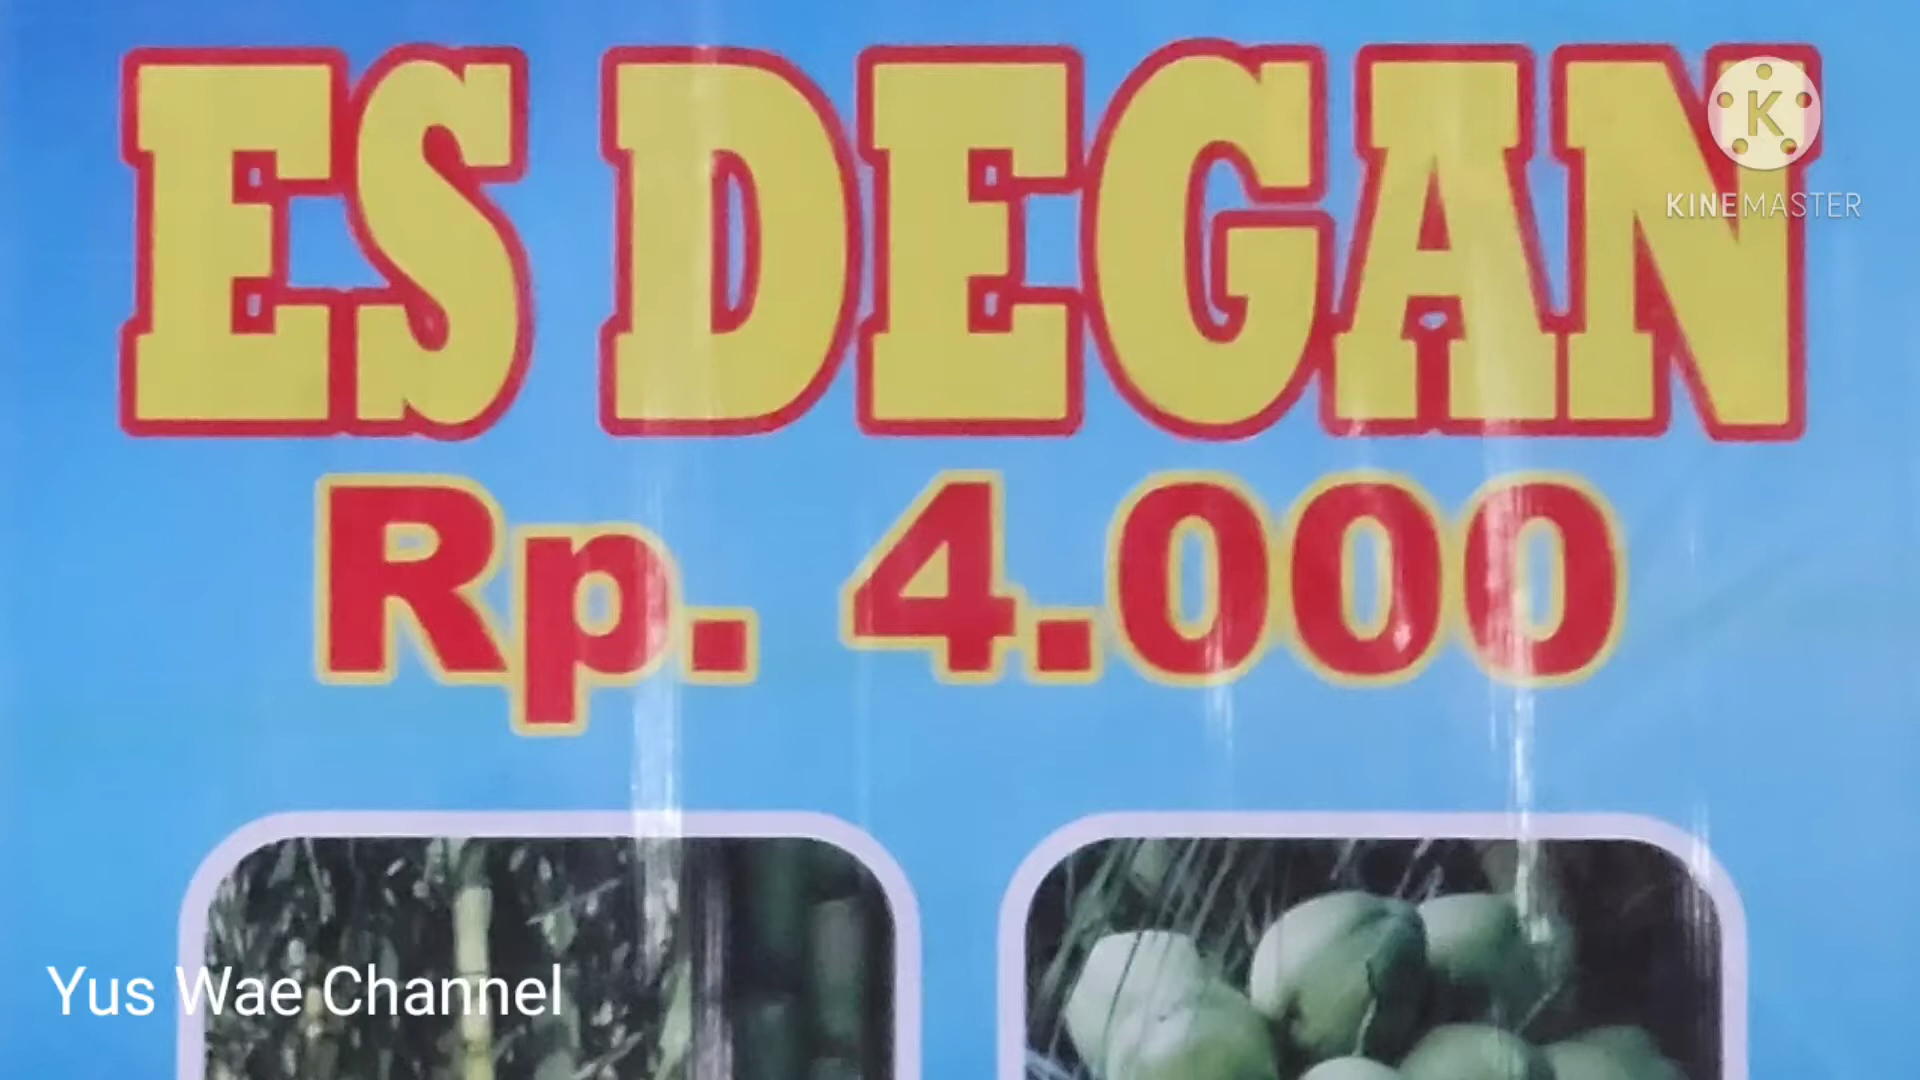 ES DEGAN
Rp. 4.000
K
KINEMASTER
Yus Wae Channel